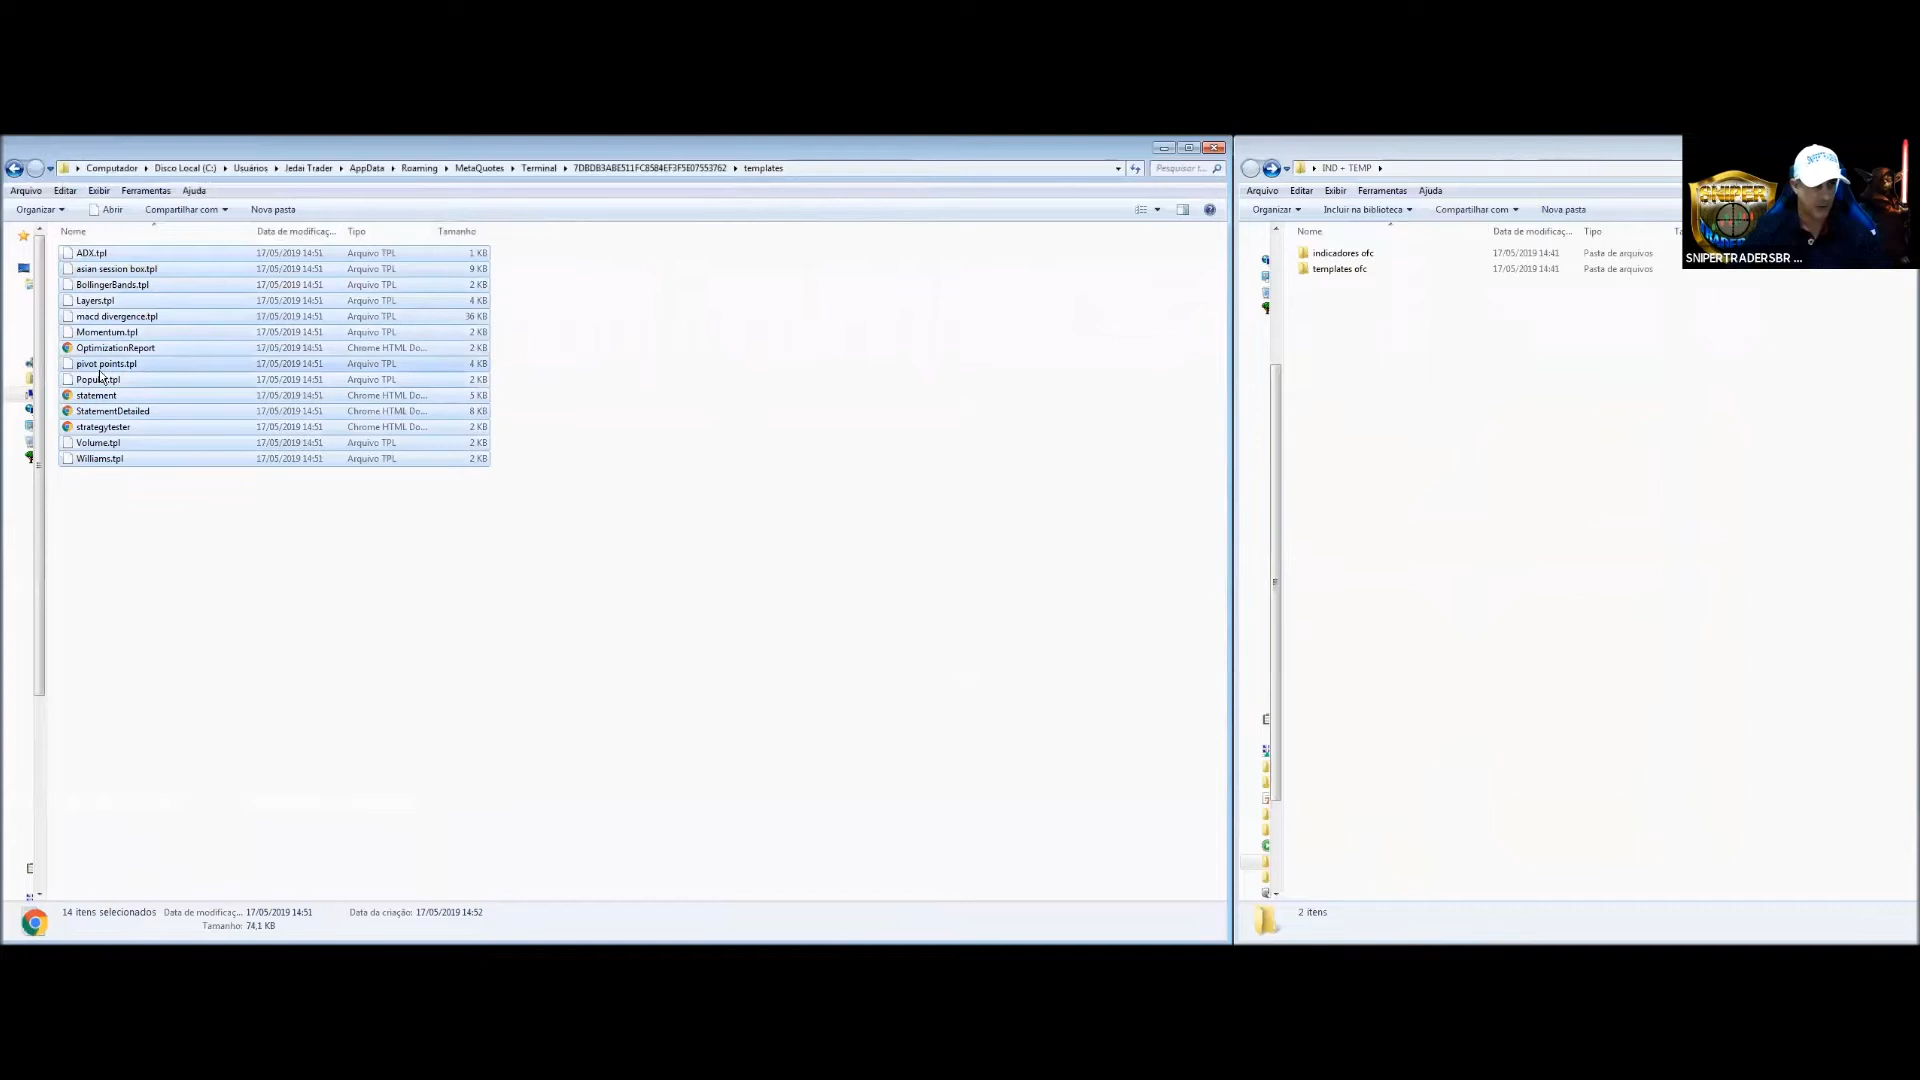 Computador Disco Local (C:) Usuários Jedai Trader AppData Roaming MetaQuotes Terminal 7DBDB3ABE511FC8584EF3F5E07553762 templates
Pesquisar t...
Arquivo Editar Exibir Ferramentas Ajuda
Organizar Abrir Compartilhar com Nova pasta
Nome Data de modificaç... Tipo Tamanho
ADX.tpl 17/05/2019 14:51 Arquivo TPL 1 KB
asian session box.tpl 17/05/2019 14:51 Arquivo TPL 9 KB
BollingerBands.tpl 17/05/2019 14:51 Arquivo TPL 2 KB
Layers.tpl 17/05/2019 14:51 Arquivo TPL 4 KB
macd divergence.tpl 17/05/2019 14:51 Arquivo TPL 36 KB
Momentum.tpl 17/05/2019 14:51 Arquivo TPL 2 KB
OptimizationReport 17/05/2019 14:51 Chrome HTML Do... 2 KB
pivot points.tpl 17/05/2019 14:51 Arquivo TPL 4 KB
Popular.tpl 17/05/2019 14:51 Arquivo TPL 2 KB
statement 17/05/2019 14:51 Chrome HTML Do... 5 KB
StatementDetailed 17/05/2019 14:51 Chrome HTML Do... 8 KB
strategytester 17/05/2019 14:51 Chrome HTML Do... 2 KB
Volume.tpl 17/05/2019 14:51 Arquivo TPL 2 KB
Williams.tpl 17/05/2019 14:51 Arquivo TPL 2 KB
14 itens selecionados Data de modificaç... 17/05/2019 14:51 Data da criação: 17/05/2019 14:52
Tamanho: 74,1 KB
IND + TEMP
Arquivo Editar Exibir Ferramentas Ajuda
Organizar Incluir na biblioteca Compartilhar com Nova pasta
Nome Data de modificaç... Tipo
indicadores ofc 17/05/2019 14:41 Pasta de arquivos
templates ofc 17/05/2019 14:41 Pasta de arquivos
2 itens
SNIPER
TRADER
SNIPERTRADERSBR ...